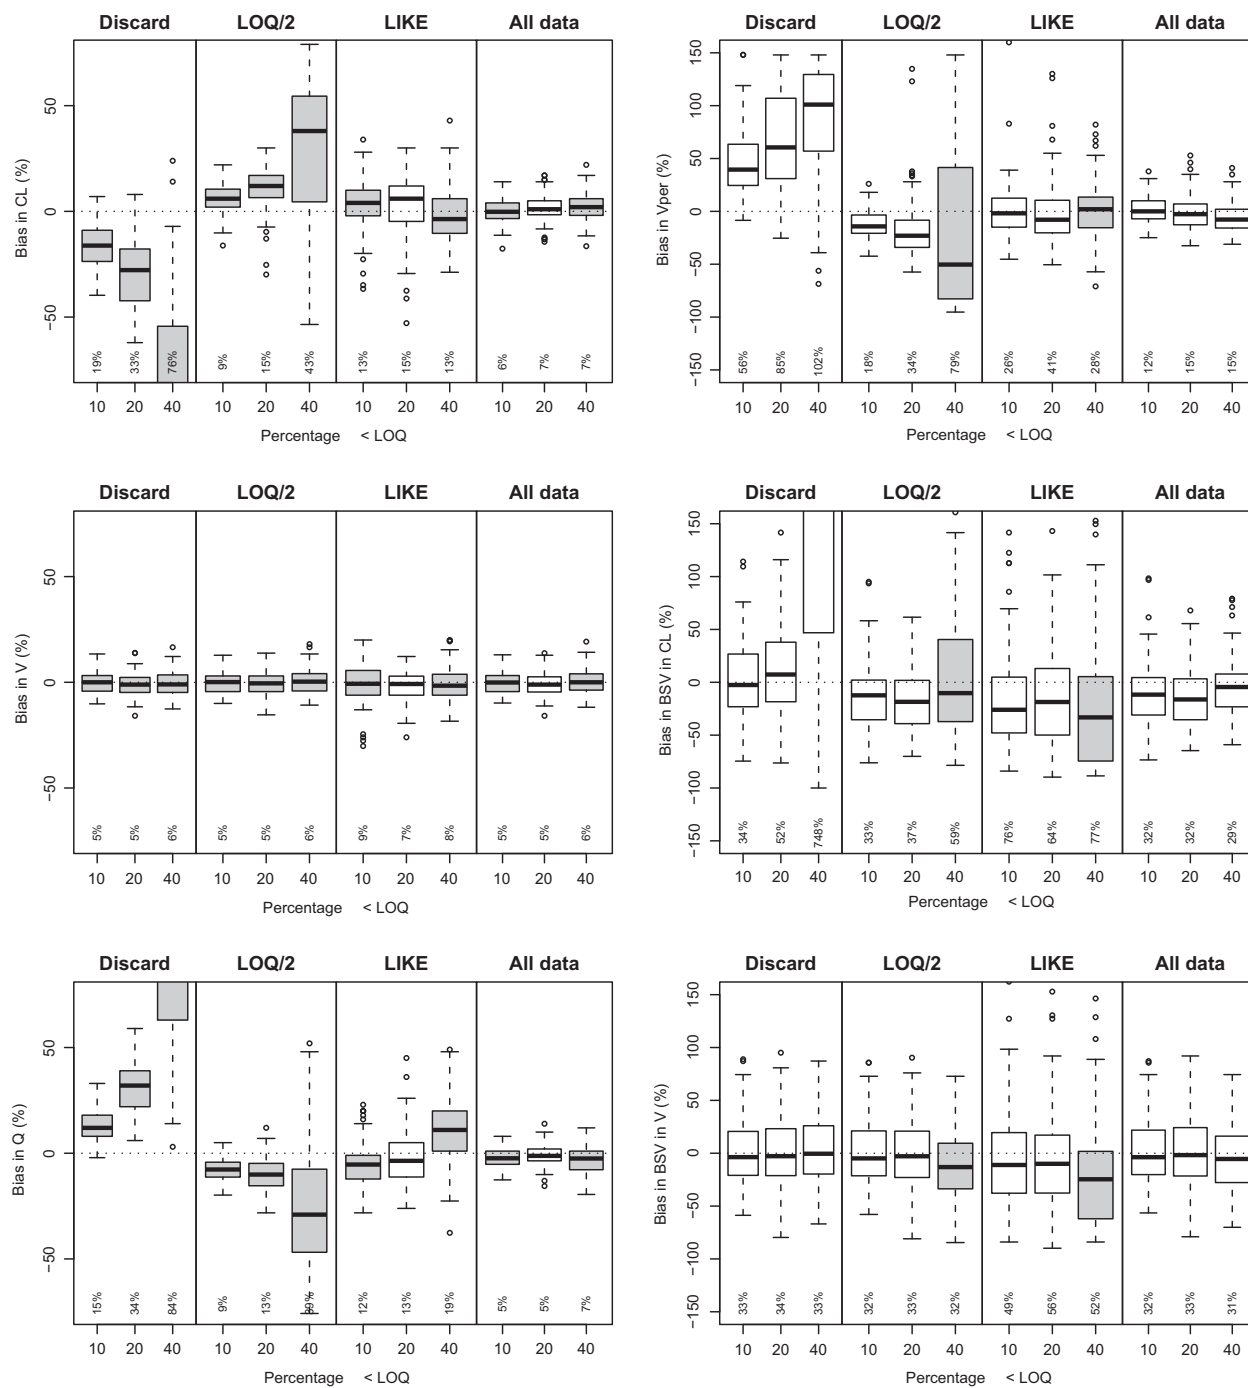 Discard LOQ/2 LIKE All data
Bias in CL (%)
50
0
−50
19% 33% 76% 9% 15% 43% 13% 15% 13% 6% 7% 7%
10 20 40 10 20 40 10 20 40 10 20 40
Percentage < LOQ
Discard LOQ/2 LIKE All data
Bias in Vper (%)
150
100
50
0
−50
−100
−150
56% 85% 102% 18% 34% 79% 26% 41% 28% 12% 15% 15%
10 20 40 10 20 40 10 20 40 10 20 40
Percentage < LOQ
Discard LOQ/2 LIKE All data
Bias in V (%)
50
0
−50
5% 5% 6% 5% 5% 6% 9% 7% 8% 5% 5% 6%
10 20 40 10 20 40 10 20 40 10 20 40
Percentage < LOQ
Discard LOQ/2 LIKE All data
Bias in BSV in CL (%)
150
100
50
0
−50
−100
−150
34% 52% 748% 33% 37% 59% 76% 64% 77% 32% 32% 29%
10 20 40 10 20 40 10 20 40 10 20 40
Percentage < LOQ
Discard LOQ/2 LIKE All data
Bias in Q (%)
50
0
−50
15% 34% 84% 9% 13% 12% 13% 19% 5% 5% 7%
10 20 40 10 20 40 10 20 40 10 20 40
Percentage < LOQ
Discard LOQ/2 LIKE All data
Bias in BSV in V (%)
150
100
50
0
−50
−100
−150
33% 34% 33% 32% 33% 32% 49% 56% 52% 32% 33% 31%
10 20 40 10 20 40 10 20 40 10 20 40
Percentage < LOQ